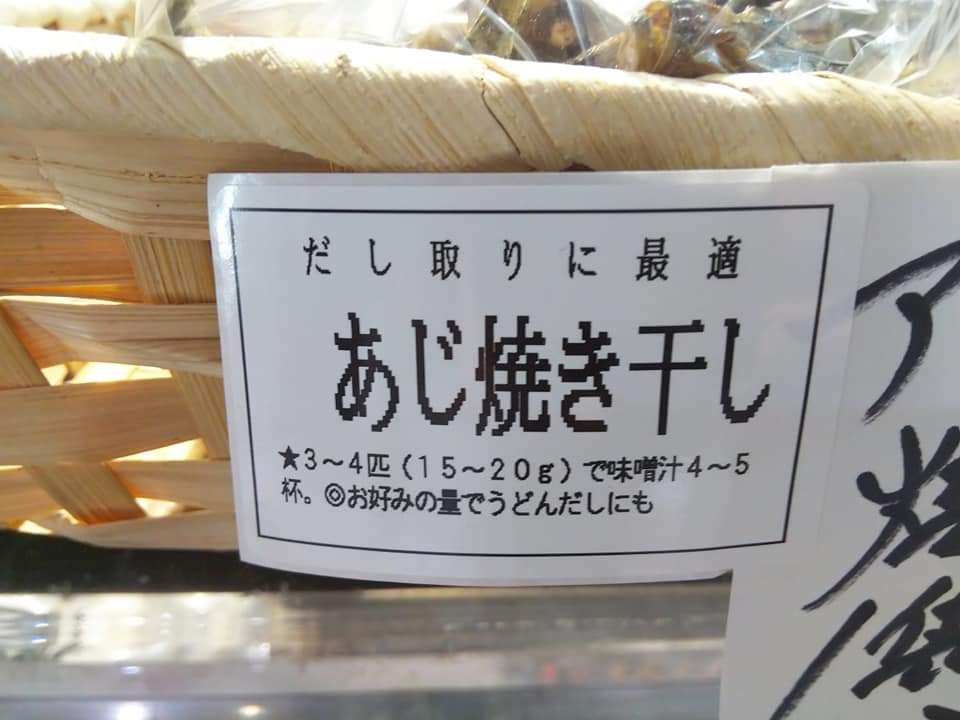 だし取りに最適
あじ焼き干し
★3～4匹（15～20g）で味噌汁4～5
杯。◎お好みの量でうどんだしにも
ア